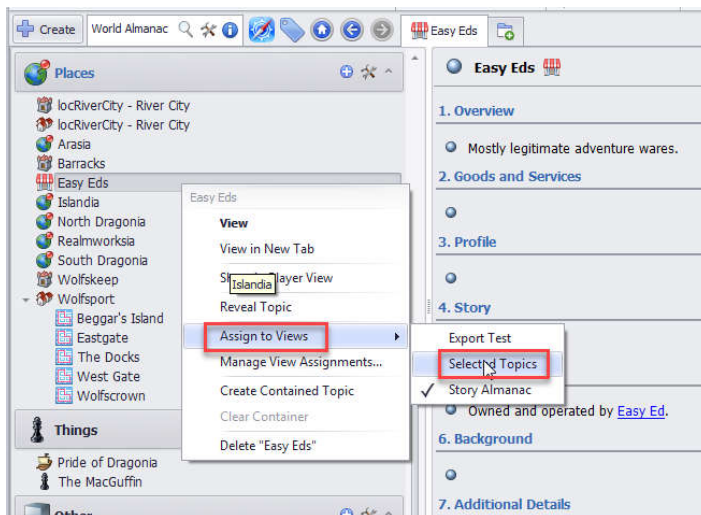 Create
World Almanac
Easy Eds
Places
locRiverCity - River City
locRiverCity - River City
Arasia
Barracks
Easy Eds
Islandia
North Dragonia
Realmworksia
South Dragonia
Wolfskeep
Wolfsport
Beggar's Island
Eastgate
The Docks
West Gate
Wolfscrown
Things
Pride of Dragonia
The MacGuffin
Other
Easy Eds
View
View in New Tab
Player View
Islandia
Reveal Topic
Assign to Views
Manage View Assignments...
Create Contained Topic
Clear Container
Delete "Easy Eds"
Export Test
Selected Topics
Story Almanac
Easy Eds
1. Overview
Mostly legitimate adventure wares.
2. Goods and Services
3. Profile
4. Story
Owned and operated by Easy Ed.
6. Background
7. Additional Details